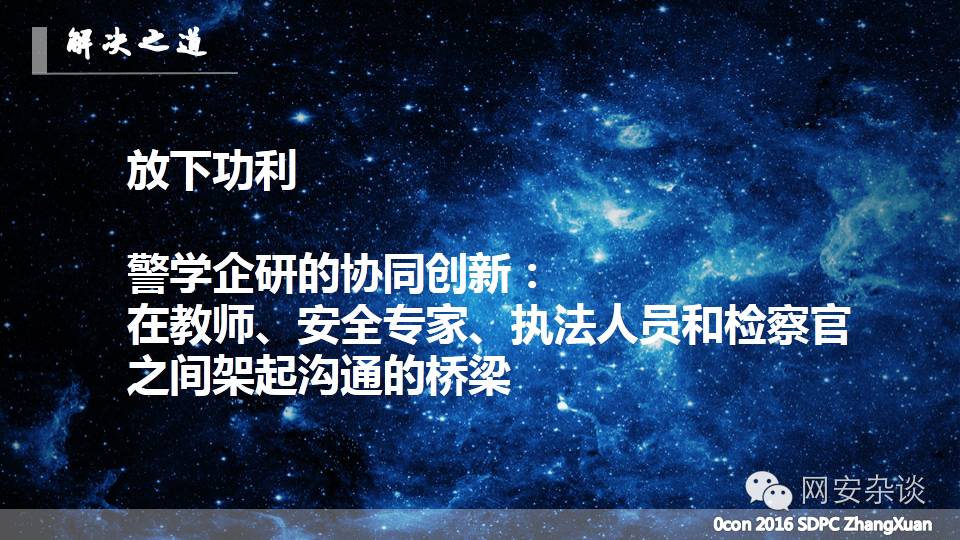 解决之道
放下功利
警学企研的协同创新：
在教师、安全专家、执法人员和检察官
之间架起沟通的桥梁
网安杂谈
0con 2016 SDPC ZhangXuan